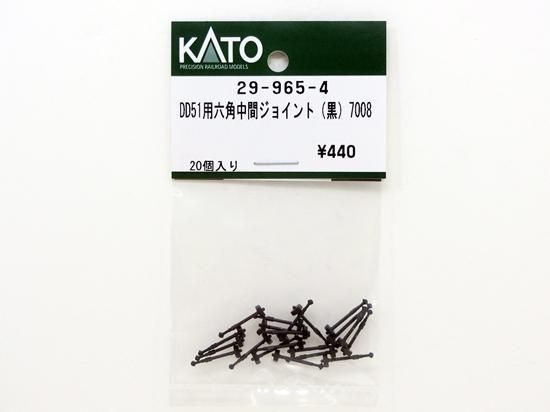 KATO
PRECISION RAILROAD MODELS
29-965-4
DD51用六角中間ジョイント(黒)7008
¥440
20個入り